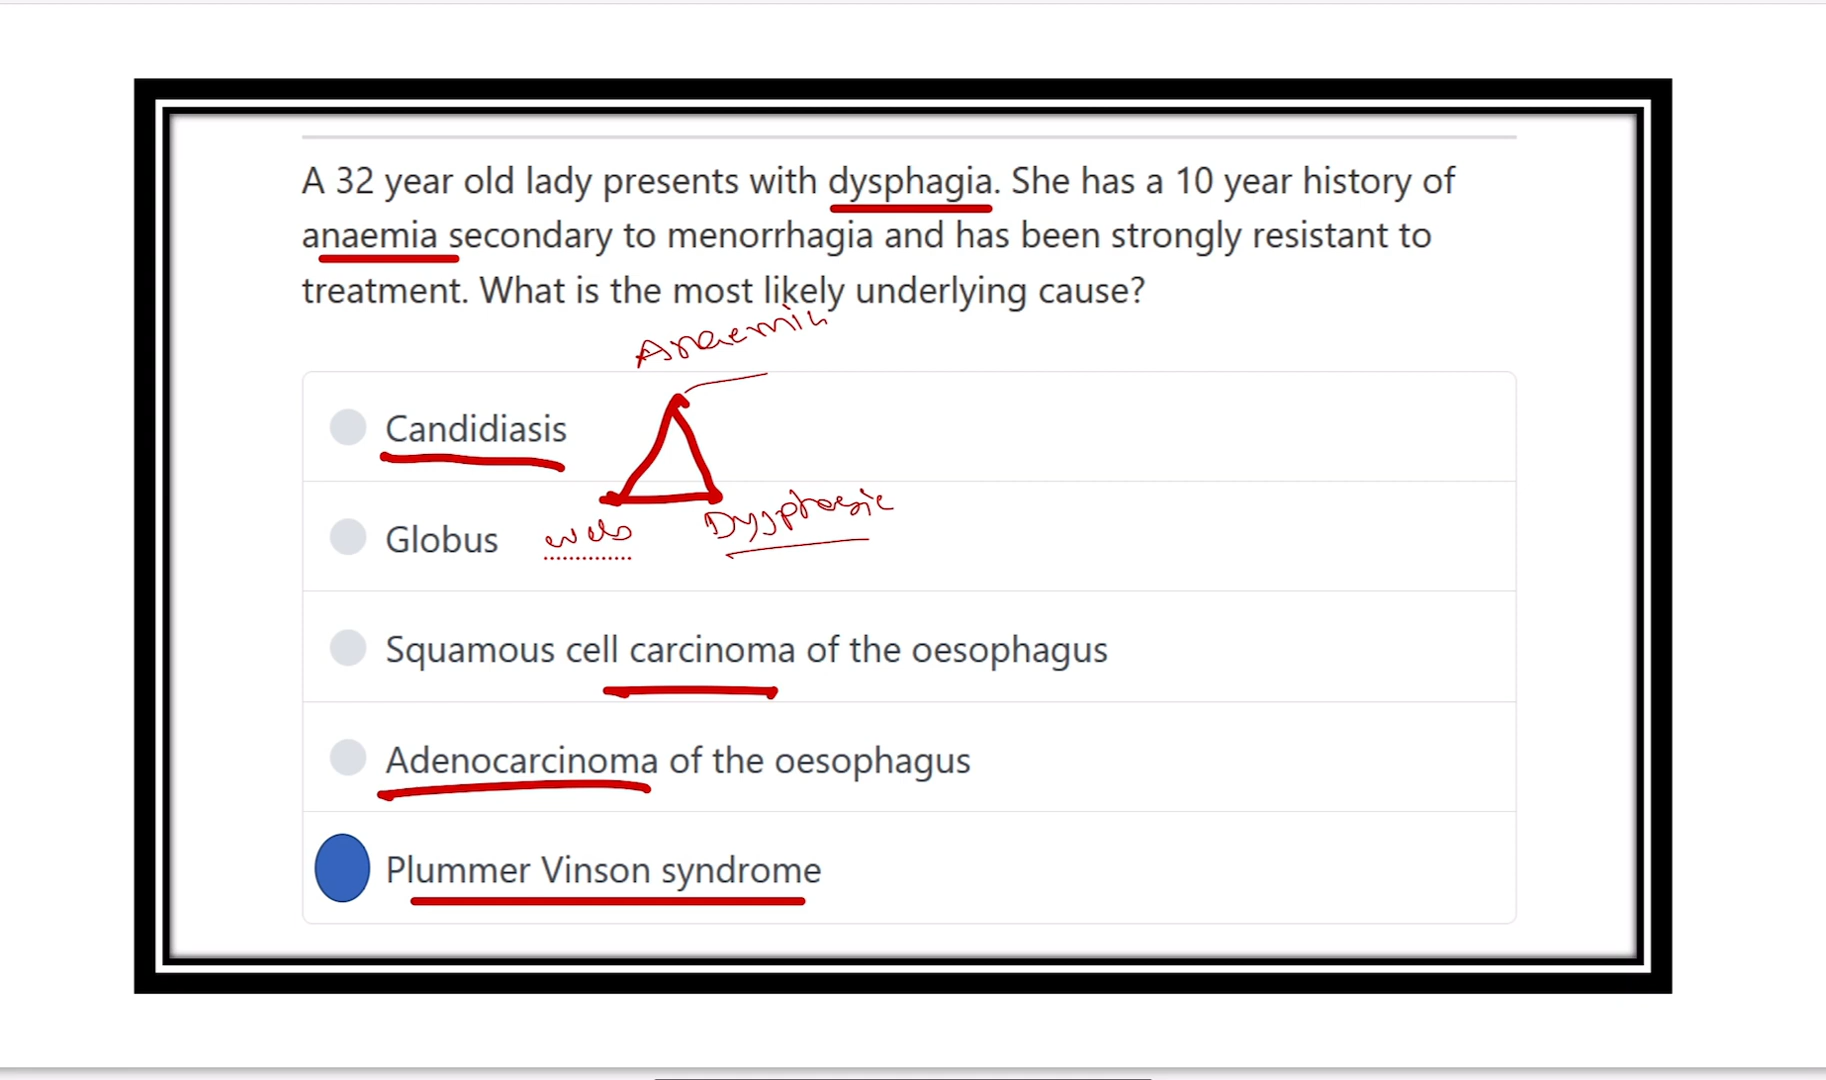 A 32 year old lady presents with dysphagia. She has a 10 year history of
anaemia secondary to menorrhagia and has been strongly resistant to
treatment. What is the most likely underlying cause?
Anaemia
Candidiasis
Dysphagia
Globus
web
Squamous cell carcinoma of the oesophagus
Adenocarcinoma of the oesophagus
Plummer Vinson syndrome